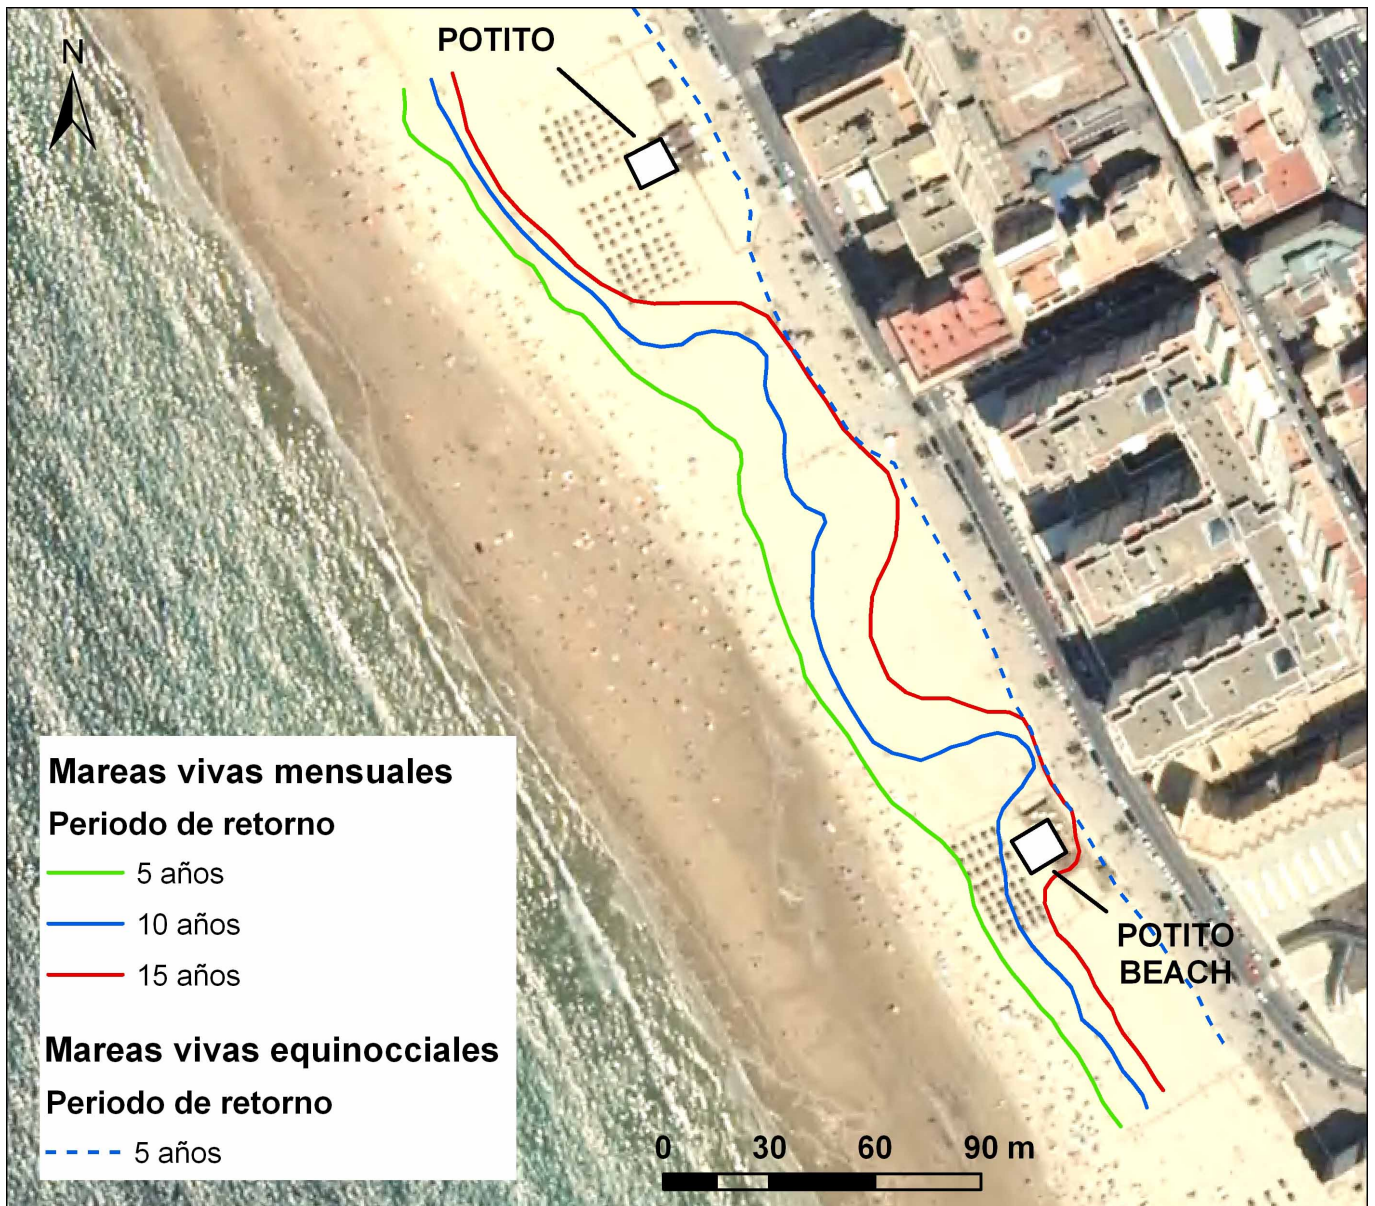 POTITO
N
Mareas vivas mensuales
Periodo de retorno
5 años
10 años
15 años
Mareas vivas equinocciales
Periodo de retorno
5 años
POTITO
BEACH
0 30 60 90 m